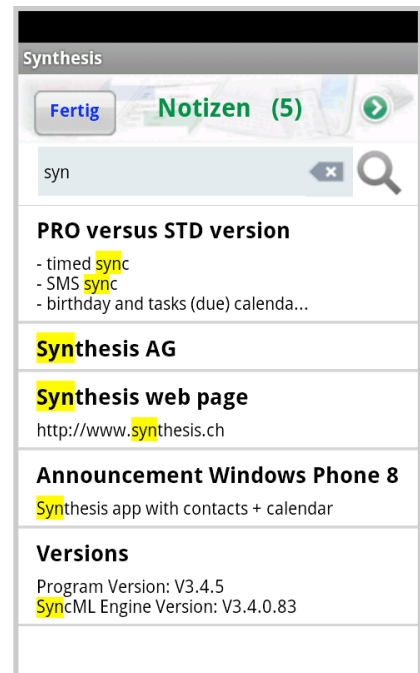 Synthesis
Fertig
Notizen (5)
syn
PRO versus STD version
- timed sync
- SMS sync
- birthday and tasks (due) calenda...
Synthesis AG
Synthesis web page
http://www.synthesis.ch
Announcement Windows Phone 8
Synthesis app with contacts + calendar
Versions
Program Version: V3.4.5
SyncML Engine Version: V3.4.0.83